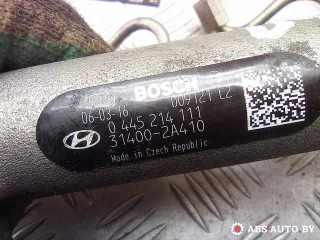 BOSCH
06-03-16 009121 L2
0 445 214 111
31400-2A410
Made in Czech Republic
ABS AUTO.BY